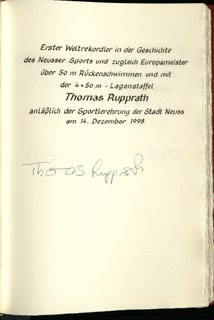 Erster Weltrekordler in der Geschichte
des Neusser Sports und zugleich Europameister
über 50 m Rückenschwimmen und mit
der 4 x 50 m - Lagenstaffel
Thomas Rupprath
anläßlich der Sportlerehrung der Stadt Neuss
am 14. Dezember 1998
Thomas Rupprath